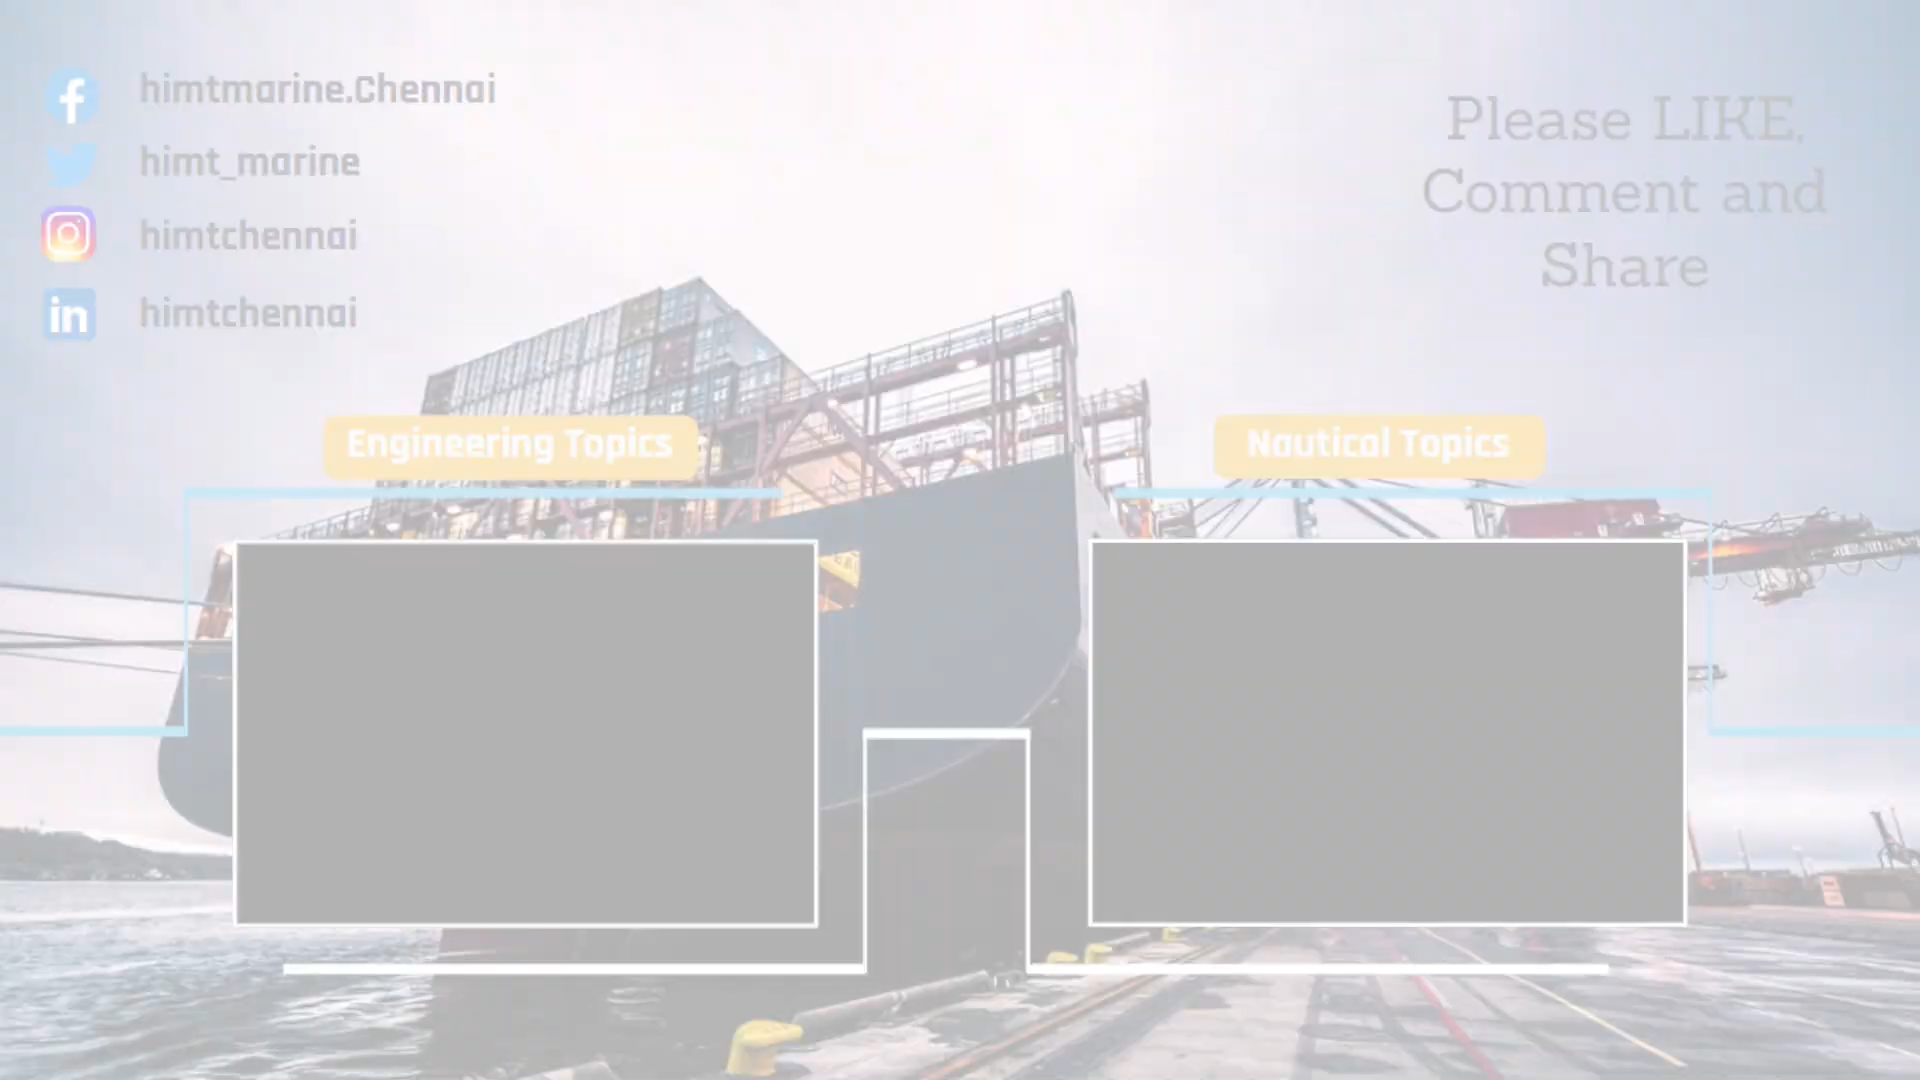 himtmarine.Chennai
himt_marine
himtchennai
himtchennai
Please LIKE,
Comment and
Share
Engineering Topics
Nautical Topics